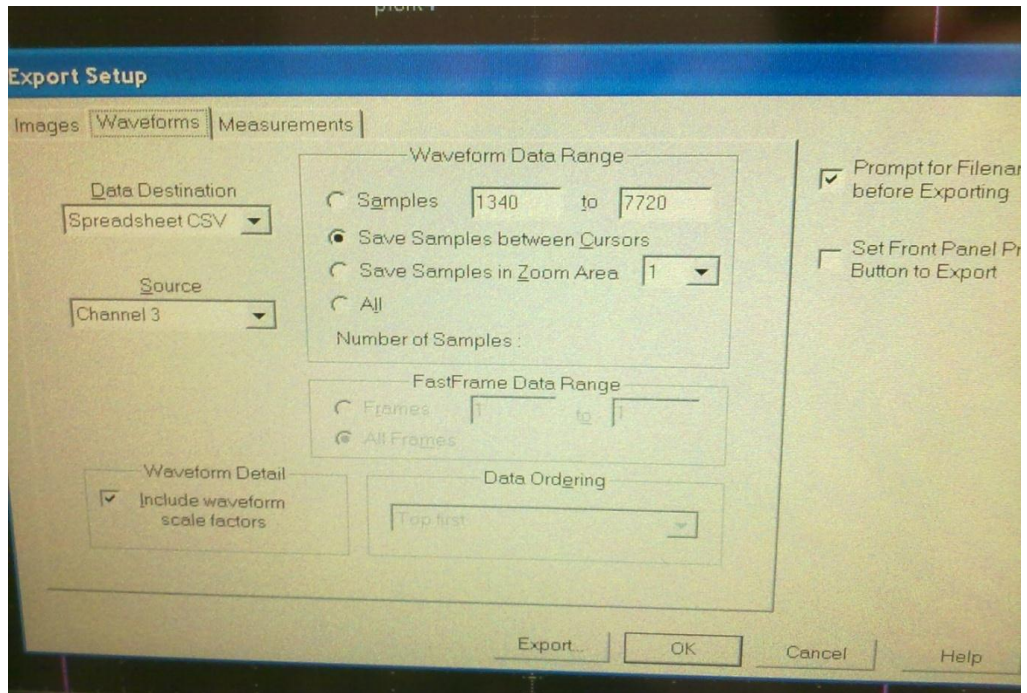 Export Setup
Images Waveforms Measurements
Data Destination
Spreadsheet CSV
Source
Channel 3
Waveform Data Range
Samples 1340 to 7720
Save Samples between Cursors
Save Samples in Zoom Area 1
All
Number of Samples :
FastFrame Data Range
Frames 1 to 1
All Frames
Waveform Detail
Include waveform
scale factors
Data Ordering
Top first
Prompt for
before Exporting
Set Front Panel
Button to Export
Export...
OK
Cancel
Help